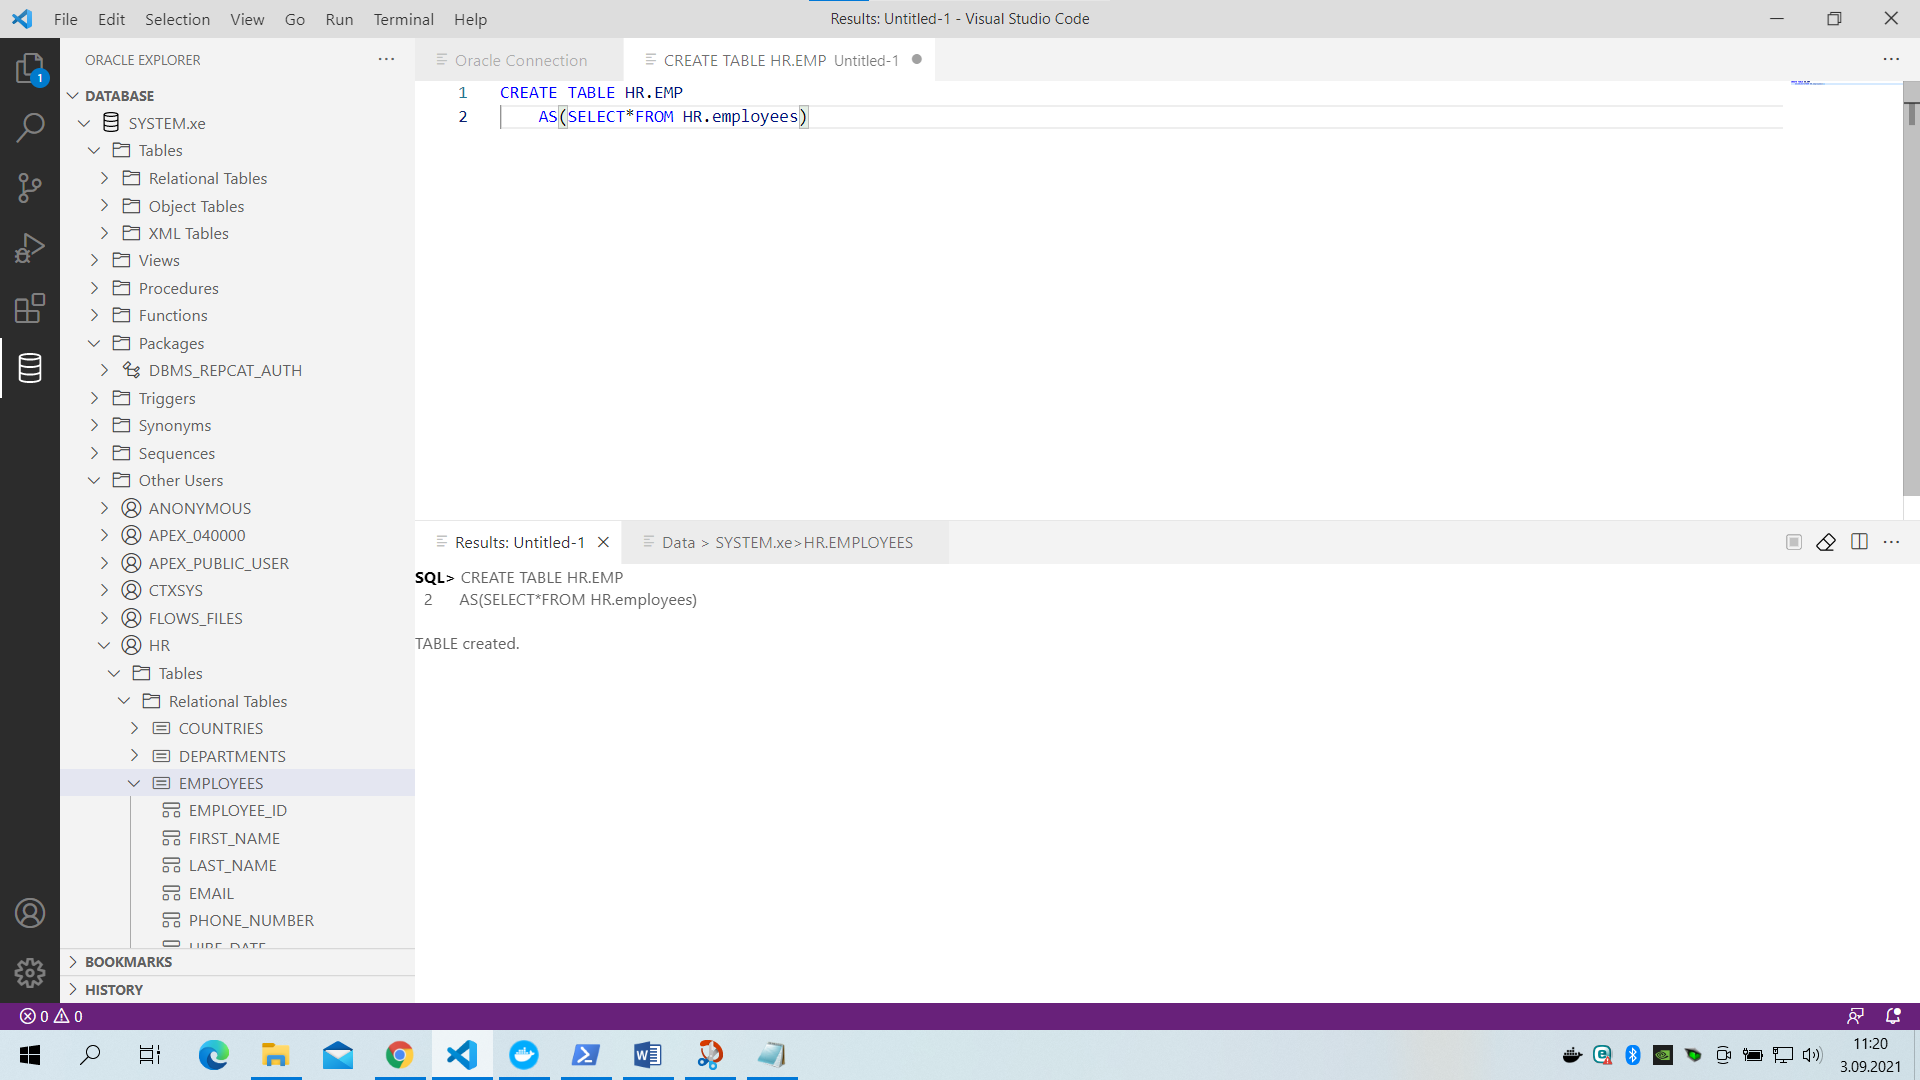 File Edit Selection View Go Run Terminal Help
Results: Untitled-1 - Visual Studio Code
1
ORACLE EXPLORER
DATABASE
SYSTEM.xe
Tables
Relational Tables
Object Tables
XML Tables
Views
Procedures
Functions
Packages
DBMS_REPCAT_AUTH
Triggers
Synonyms
Sequences
Other Users
ANONYMOUS
APEX_040000
APEX_PUBLIC_USER
CTXSYS
FLOWS_FILES
HR
Tables
Relational Tables
COUNTRIES
DEPARTMENTS
EMPLOYEES
EMPLOYEE_ID
FIRST_NAME
LAST_NAME
EMAIL
PHONE_NUMBER
HIRE_DATE
BOOKMARKS
HISTORY
Oracle Connection
CREATE TABLE HR.EMP Untitled-1
1 CREATE TABLE HR.EMP
2 AS(SELECT*FROM HR.employees)
Results: Untitled-1
Data > SYSTEM.xe>HR.EMPLOYEES
SQL> CREATE TABLE HR.EMP
2 AS(SELECT*FROM HR.employees)
TABLE created.
0 0
11:20
3.09.2021